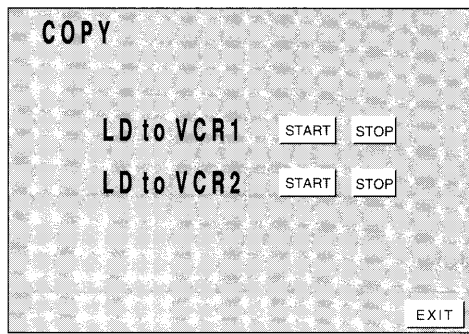 COPY
LD to VCR1 START STOP
LD to VCR2 START STOP
EXIT